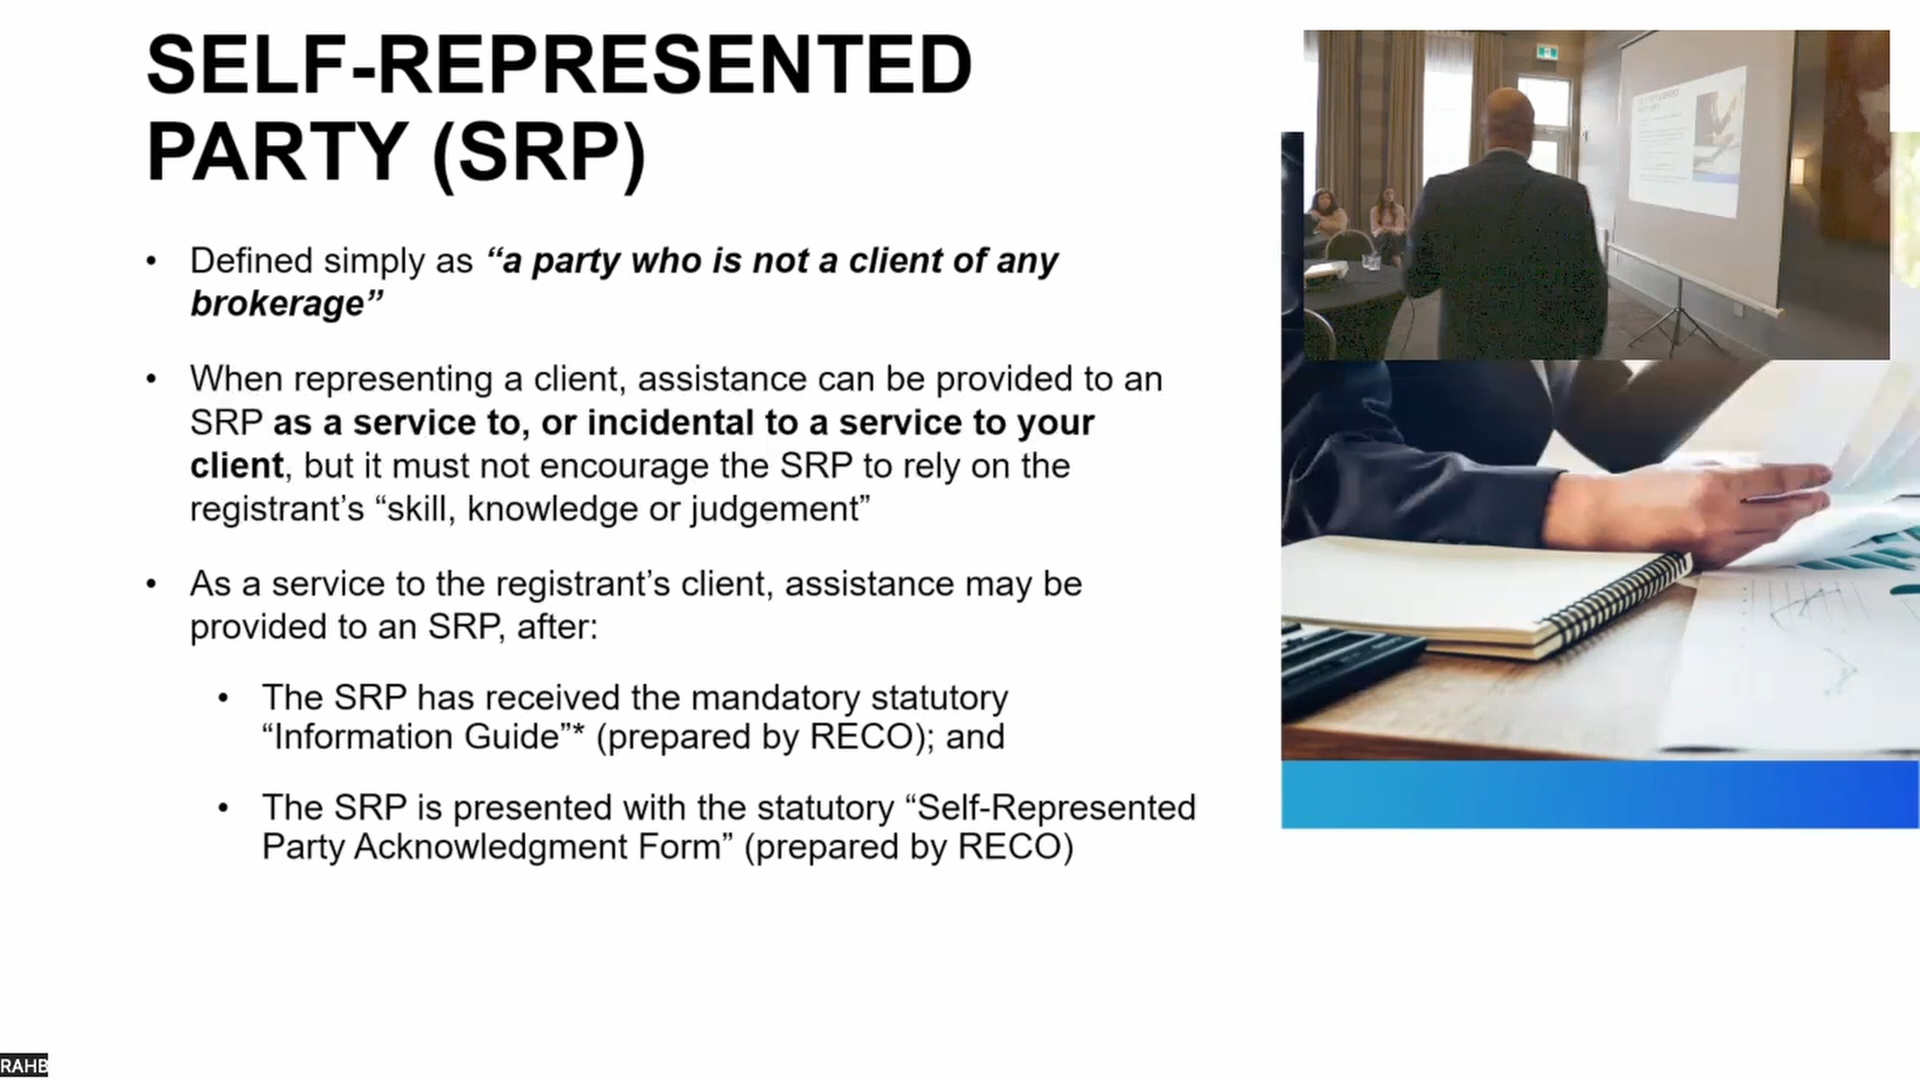 SELF-REPRESENTED
PARTY (SRP)
• Defined simply as “a party who is not a client of any
brokerage”
• When representing a client, assistance can be provided to an
SRP as a service to, or incidental to a service to your
client, but it must not encourage the SRP to rely on the
registrant’s “skill, knowledge or judgement”
• As a service to the registrant’s client, assistance may be
provided to an SRP, after:
• The SRP has received the mandatory statutory
“Information Guide”* (prepared by RECO); and
• The SRP is presented with the statutory “Self-Represented
Party Acknowledgment Form” (prepared by RECO)
RAHB